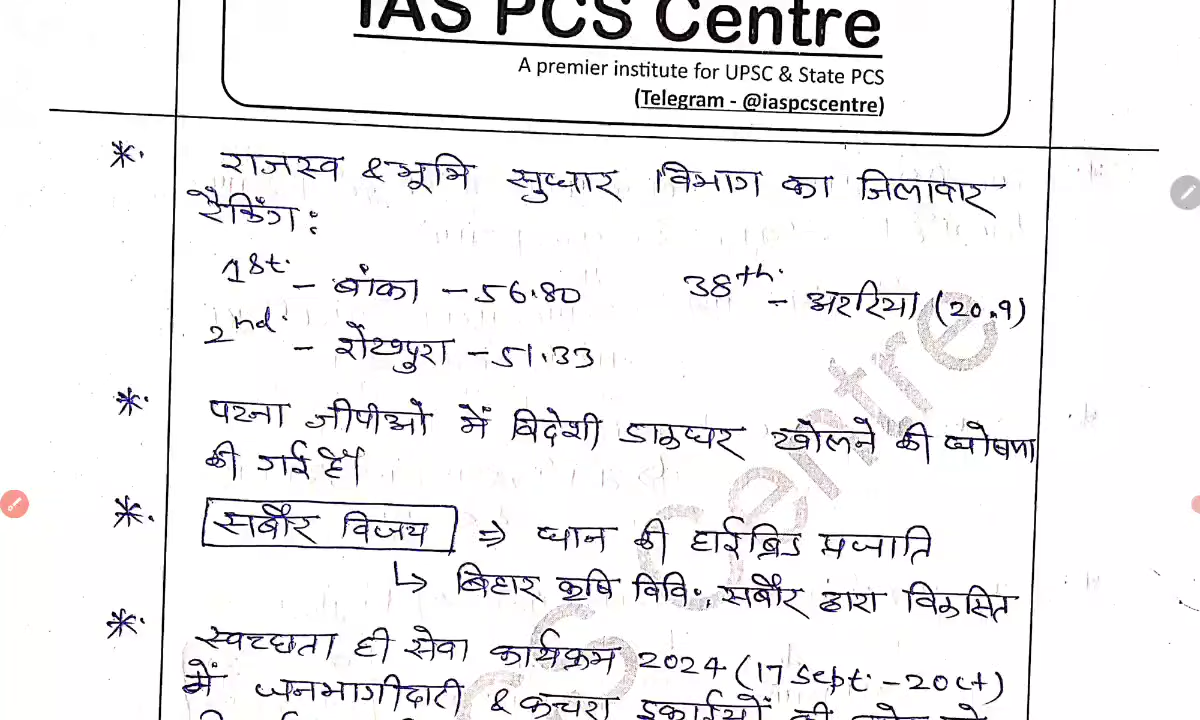 IAS PCS Centre
A premier institute for UPSC & State PCS
(Telegram - @iaspcscentre)
*. राजस्व & भूमि सुधार विभाग का जिलावार
रैंकिंग :
1st. - बांका - 56.80 38th. - अररिया (20.9)
2nd. - शेखपुरा - 51.33
*. पटना जीपीओ में विदेशी डाकघर खोलने की घोषणा
की गई है।
*. सबौर विजय ⇒ धान की हाईब्रिड प्रजाति
↳ बिहार कृषि विवि., सबौर द्वारा विकसित
*. स्वच्छता ही सेवा कार्यक्रम 2024 (17 Sept. - 2 Oct)
में जनभागीदारी & कचरा इकाईयों की
Centre